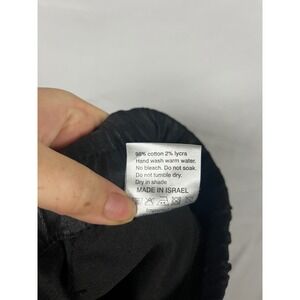 98% cotton 2% lycra
Hand wash warm water.
No bleach. Do not soak.
Do not tumble dry.
Dry in shade
MADE IN ISRAEL